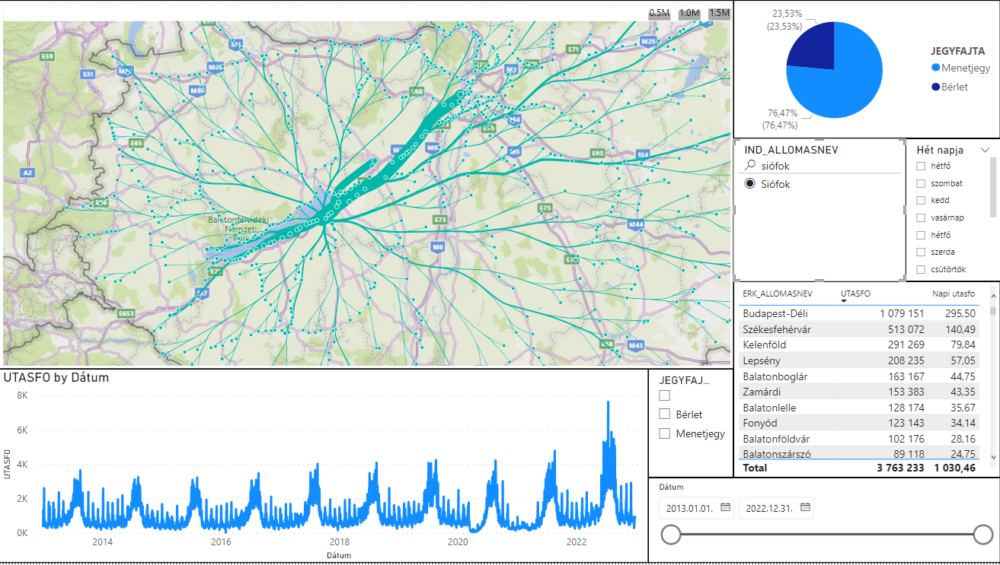 0.5M 1.0M 1.5M
E59
S31
M85
M86
E65
A2
E60
M3
E71
M25
M4
M5
E60
M44
E75
E73
M6
M44
M43
M7
E653
E71
Balatonfelvidéki
Nemzeti
23,53%
(23,53%)
76,47%
(76,47%)
JEGYFAJTA
Menetjegy
Bérlet
IND_ALLOMASNEV
siófok
Siófok
Hét napja
hétfő
szombat
kedd
vasárnap
hétfő
szerda
csütörtök
ERK_ALLOMASNEV UTASFO Napi utasfo
Budapest-Déli 1 079 151 295,50
Székesfehérvár 513 072 140,49
Kelenföld 291 269 79,84
Lepsény 208 235 57,05
Balatonboglár 163 167 44,75
Zamárdi 153 383 43,35
Balatonlelle 128 174 35,67
Fonyód 123 143 34,14
Balatonföldvár 102 176 28,16
Balatonszárszó 89 118 24,75
Total 3 763 233 1 030,46
UTASFO by Dátum
UTASFO
8K
6K
4K
2K
0K
2014 2016 2018 2020 2022
Dátum
JEGYFAJ...
Bérlet
Menetjegy
Dátum
2013.01.01. 2022.12.31.